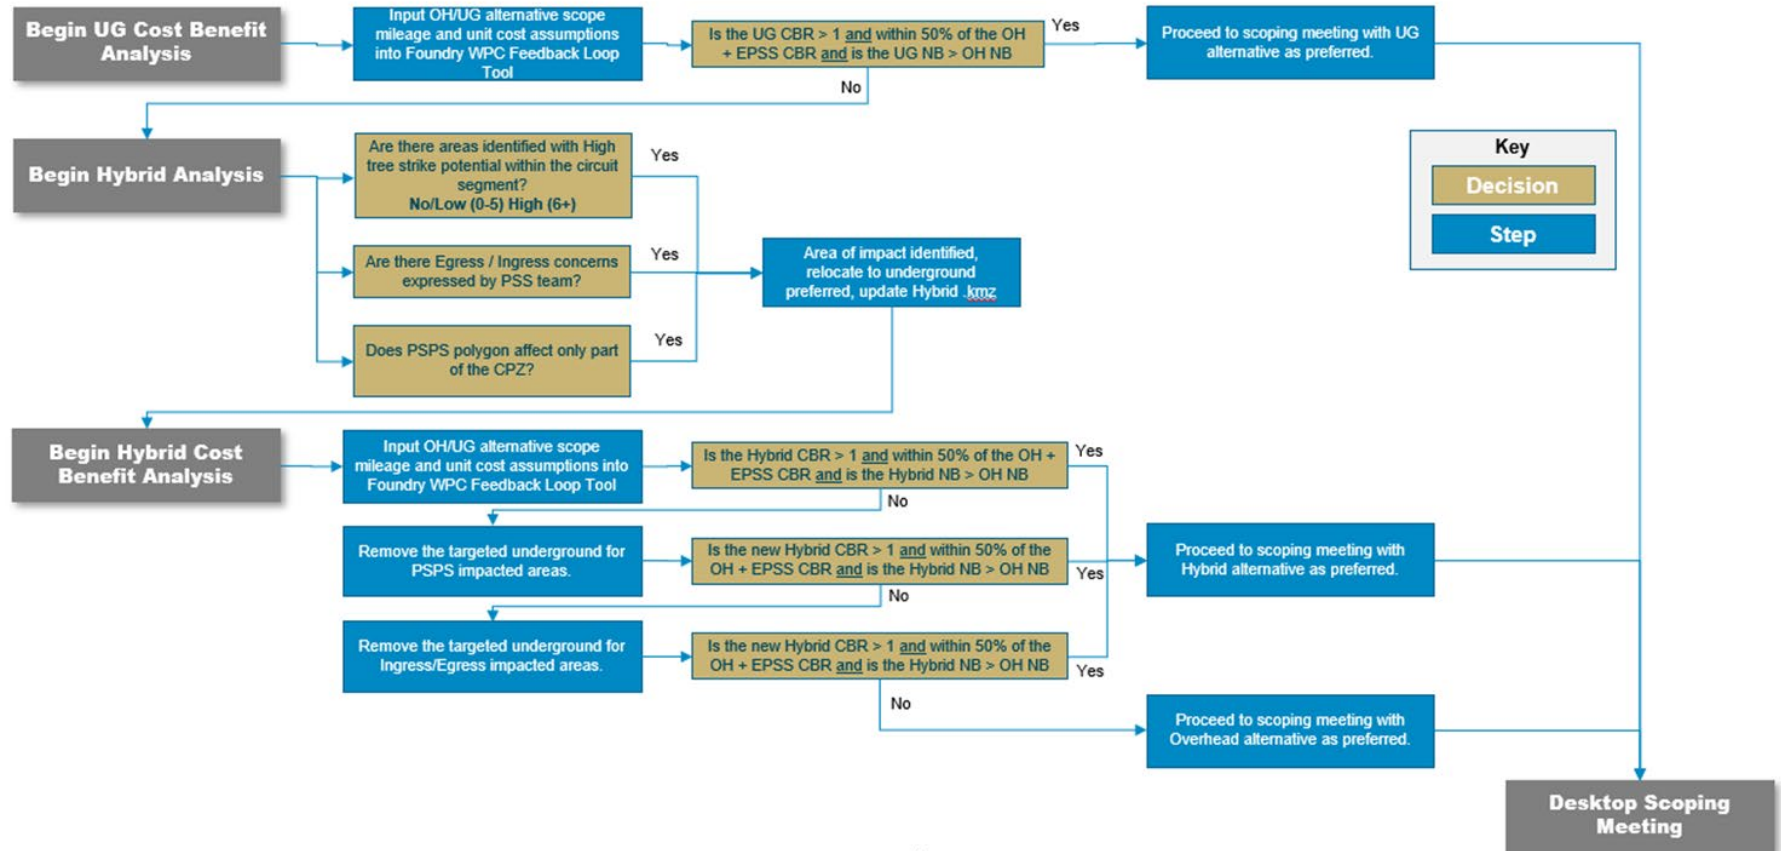 Begin UG Cost Benefit
Analysis
Input OH/UG alternative scope
mileage and unit cost assumptions
into Foundry WPC Feedback Loop
Tool
Is the UG CBR > 1 and within 50% of the OH
+ EPSS CBR and is the UG NB > OH NB
Yes
Proceed to scoping meeting with UG
alternative as preferred.
No
Begin Hybrid Analysis
Are there areas identified with High
tree strike potential within the circuit
segment?
No/Low (0-5) High (6+)
Yes
Key
Decision
Step
Are there Egress / Ingress concerns
expressed by PSS team?
Yes
Area of impact identified,
relocate to underground
preferred, update Hybrid .kmz
Does PSPS polygon affect only part
of the CPZ?
Yes
Begin Hybrid Cost
Benefit Analysis
Input OH/UG alternative scope
mileage and unit cost assumptions into
Foundry WPC Feedback Loop Tool
Is the Hybrid CBR > 1 and within 50% of the OH +
EPSS CBR and is the Hybrid NB > OH NB
Yes
No
Remove the targeted underground for
PSPS impacted areas.
Is the new Hybrid CBR > 1 and within 50% of the
OH + EPSS CBR and is the Hybrid NB > OH NB
Yes
Proceed to scoping meeting with
Hybrid alternative as preferred.
No
Remove the targeted underground for
Ingress/Egress impacted areas.
Is the new Hybrid CBR > 1 and within 50% of the
OH + EPSS CBR and is the Hybrid NB > OH NB
Yes
No
Proceed to scoping meeting with
Overhead alternative as preferred.
Desktop Scoping
Meeting